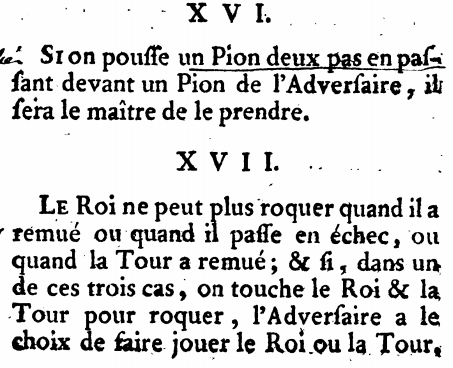 XVI.
Si on pouſſe un Pion deux pas en paſ-
ſant devant un Pion de l'Adverſaire, il
ſera le maître de le prendre.
XVII.
Le Roi ne peut plus roquer quand il a
remué ou quand il paſſe en échec, ou
quand la Tour a remué; & ſi, dans un
de ces trois cas, on touche le Roi & la
Tour pour roquer, l'Adverſaire a le
choix de faire jouer le Roi ou la Tour.